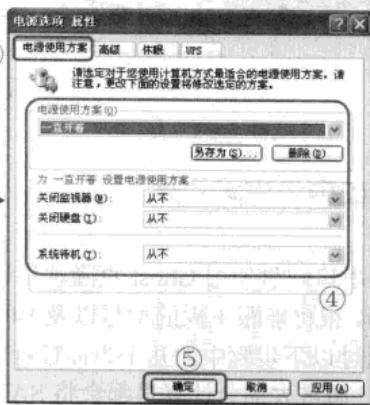 电源选项 属性
电源使用方案 高级 休眠 UPS
请选定对于您使用计算机方式最适合的电源使用方案。请
注意，更改下面的设置将修改选定的方案。
电源使用方案(O)
一直开着
另存为(S)... 删除(D)
为 一直开着 设置电源使用方案
关闭监视器(M): 从不
关闭硬盘(I): 从不
系统待机(T): 从不
④
⑤
确定 取消 应用(A)